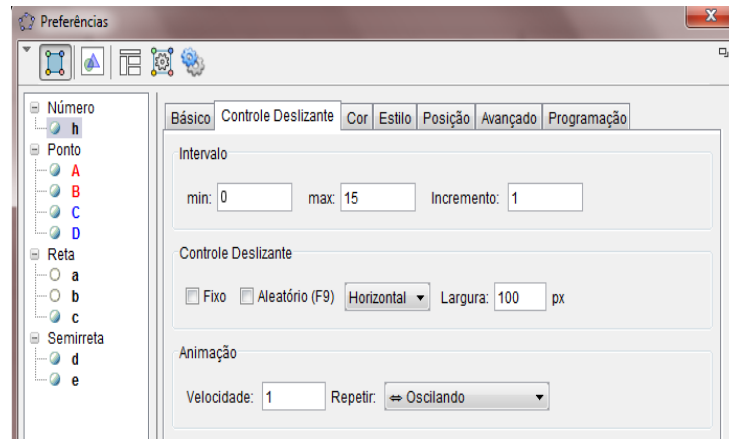 Preferências
X
Número
h
Ponto
A
B
C
D
Reta
a
b
c
Semirreta
d
e
Básico Controle Deslizante Cor Estilo Posição Avançado Programação
Intervalo
min: 0 max: 15 Incremento: 1
Controle Deslizante
Fixo Aleatório (F9) Horizontal Largura: 100 px
Animação
Velocidade: 1 Repetir: ⇔ Oscilando